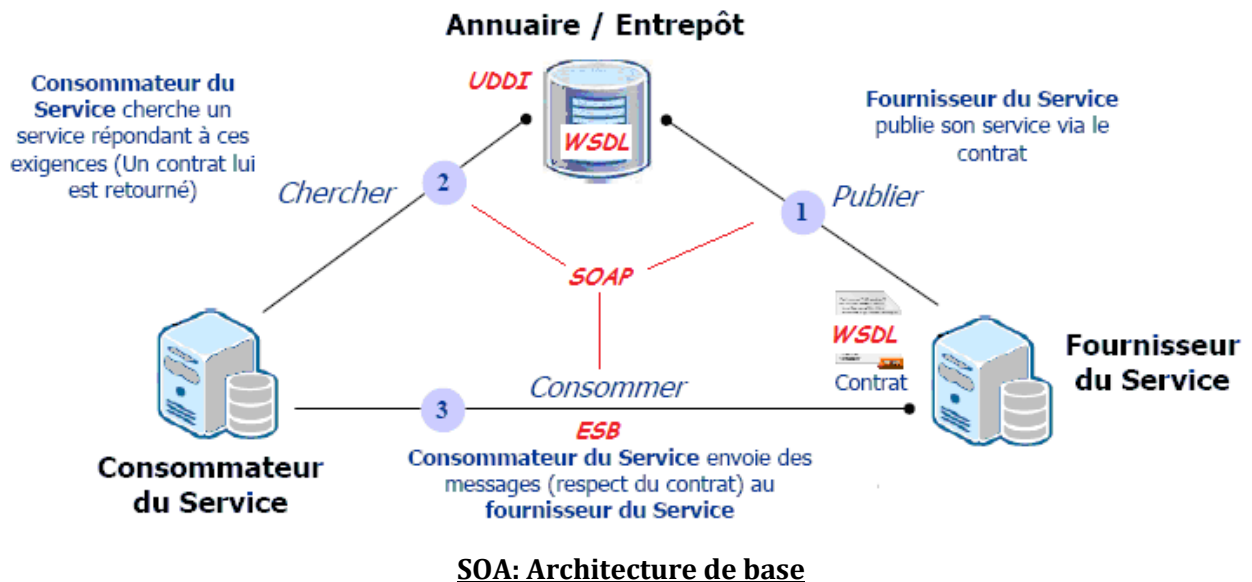 Annuaire / Entrepôt
UDDI
WSDL
Consommateur du
Service cherche un
service répondant à ces
exigences (Un contrat lui
est retourné)
Fournisseur du Service
publie son service via le
contrat
Chercher
2
1
Publier
SOAP
WSDL
Contrat
Fournisseur
du Service
Consommer
3
ESB
Consommateur
du Service
Consommateur du Service envoie des
messages (respect du contrat) au
fournisseur du Service
SOA: Architecture de base